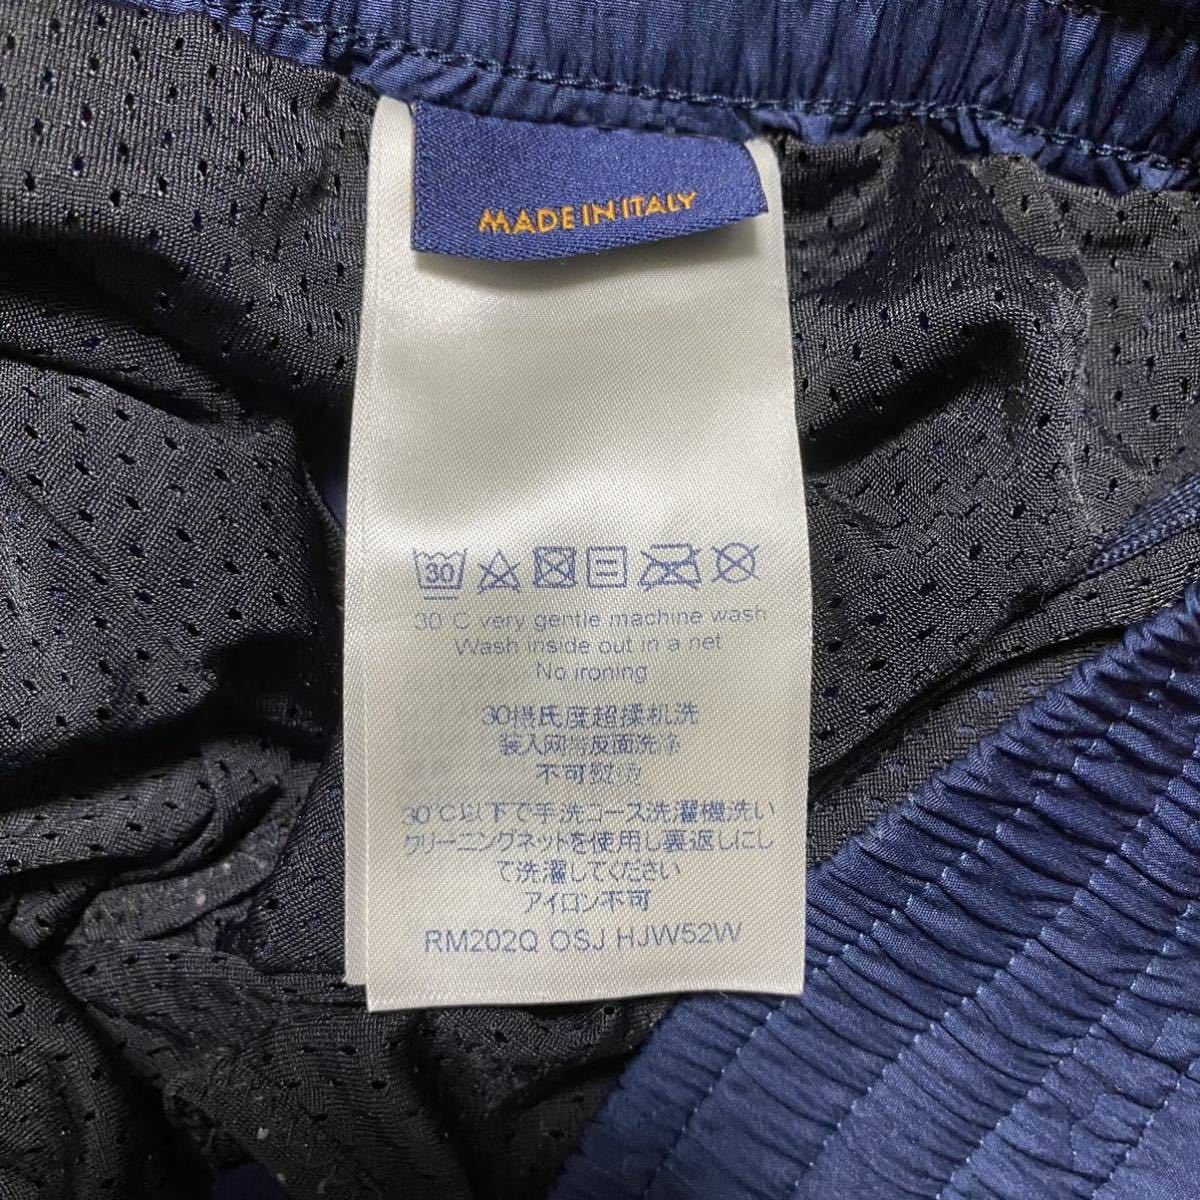 MADE IN ITALY
30
30°C very gentle machine wash
Wash inside out in a net
No ironing
30摄氏度超揉机洗
装入网 反面洗净
不可熨烫
30℃以下で手洗コース洗濯機洗い
クリーニングネットを使用し裏返しにし
て洗濯してください
アイロン不可
RM202Q OSJ HJW52W